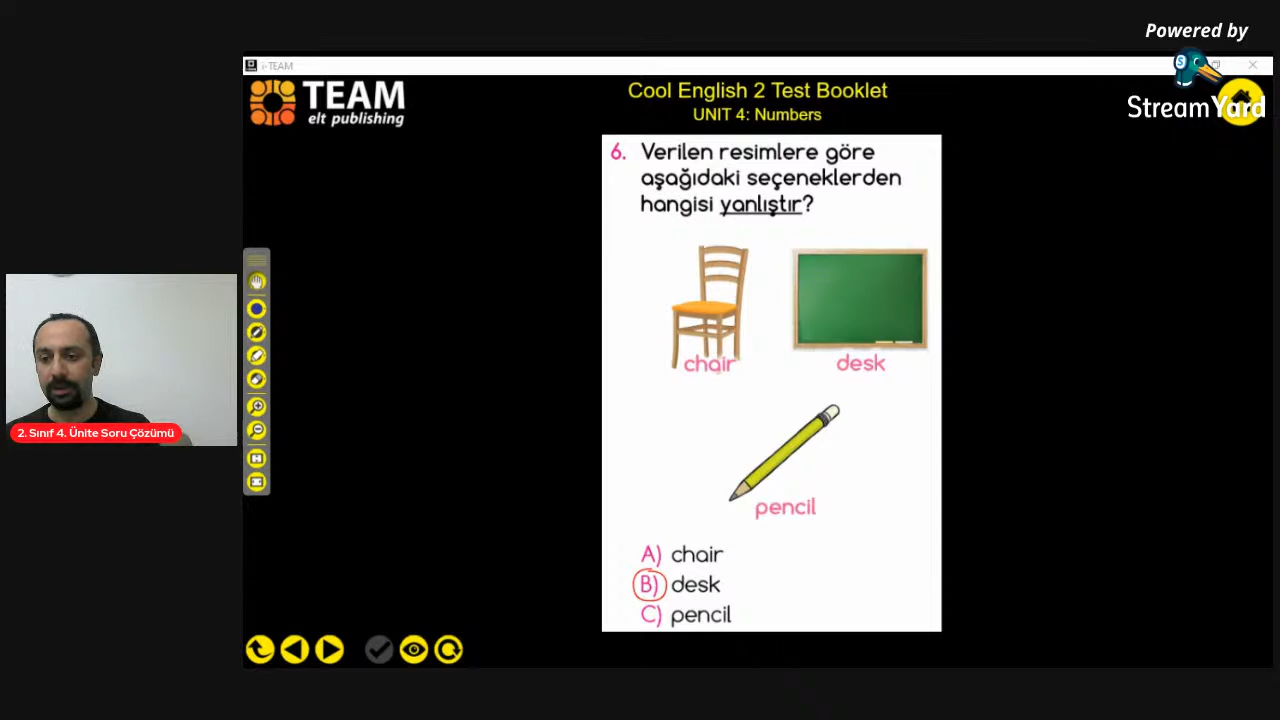 Powered by
StreamYard
i-TEAM
TEAM
elt publishing
Cool English 2 Test Booklet
UNIT 4: Numbers
6. Verilen resimlere göre
aşağıdaki seçeneklerden
hangisi yanlıştır?
chair
desk
pencil
A) chair
B) desk
C) pencil
2. Sınıf 4. Ünite Soru Çözümü